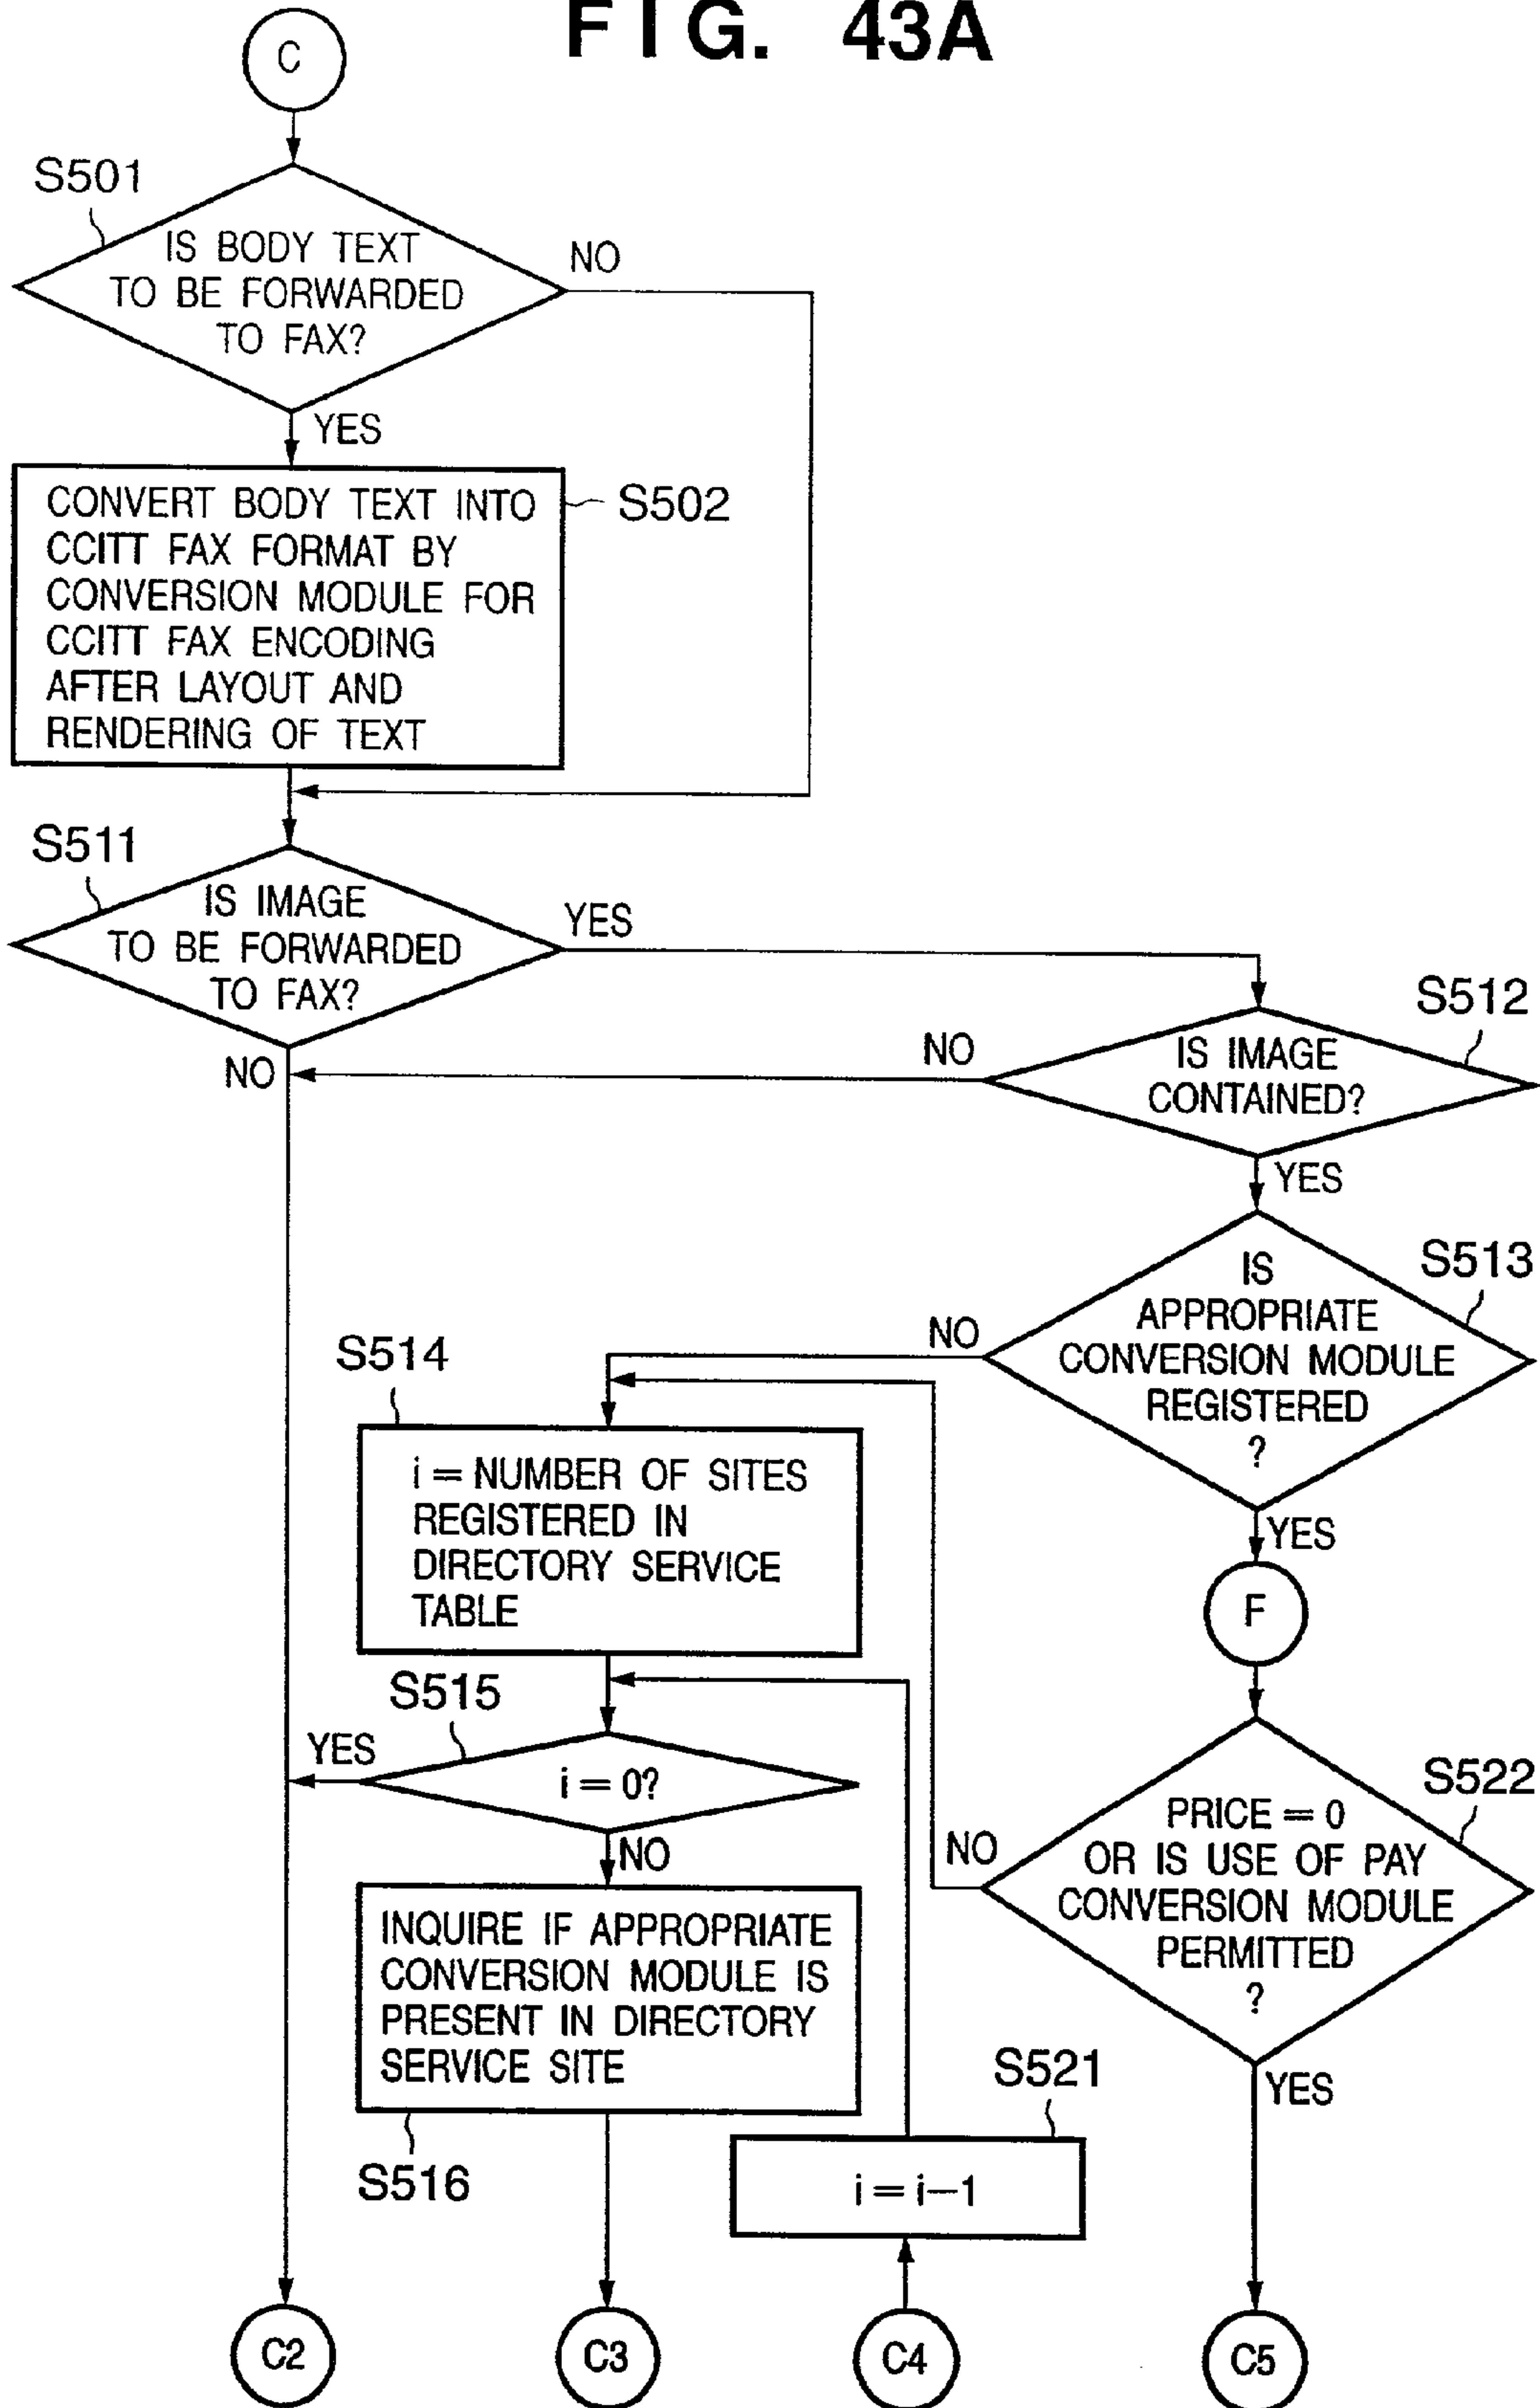 FIG. 43A
C
S501
IS BODY TEXT
TO BE FORWARDED
TO FAX?
NO
YES
CONVERT BODY TEXT INTO
CCITT FAX FORMAT BY
CONVERSION MODULE FOR
CCITT FAX ENCODING
AFTER LAYOUT AND
RENDERING OF TEXT
S502
S511
IS IMAGE
TO BE FORWARDED
TO FAX?
YES
NO
S512
IS IMAGE
CONTAINED?
NO
YES
S513
IS
APPROPRIATE
CONVERSION MODULE
REGISTERED
?
NO
YES
S514
i = NUMBER OF SITES
REGISTERED IN
DIRECTORY SERVICE
TABLE
F
S515
YES
i = 0?
NO
S522
PRICE = 0
OR IS USE OF PAY
CONVERSION MODULE
PERMITTED
?
NO
YES
INQUIRE IF APPROPRIATE
CONVERSION MODULE IS
PRESENT IN DIRECTORY
SERVICE SITE
S516
S521
i = i–1
C2
C3
C4
C5